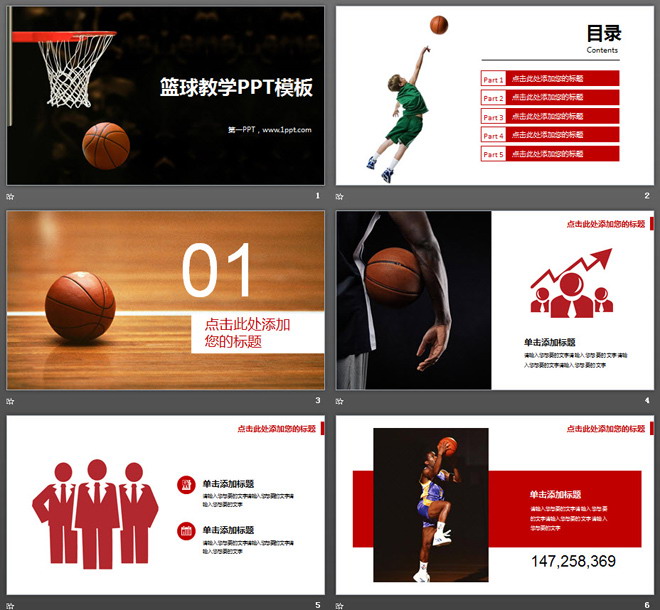 篮球教学PPT模板
第一PPT，www.1ppt.com
1
目录
Contents
Part 1 点击此处添加您的标题
Part 2 点击此处添加您的标题
Part 3 点击此处添加您的标题
Part 4 点击此处添加您的标题
Part 5 点击此处添加您的标题
2
01
点击此处添加
您的标题
3
点击此处添加您的标题
单击添加标题
请输入您想要的文字请输入您想要的文字请输
入您想要的文字请输入您想要的文字
4
点击此处添加您的标题
单击添加标题
请输入您想要的文字请输入您想要的文字请
输入您想要的文字
单击添加标题
请输入您想要的文字请输入您想要的文字请
输入您想要的文字
5
点击此处添加您的标题
单击添加标题
请输入您想要的文字请输入您想要
的文字请输入您想要的文字请输入
您想要的文字
147,258,369
6